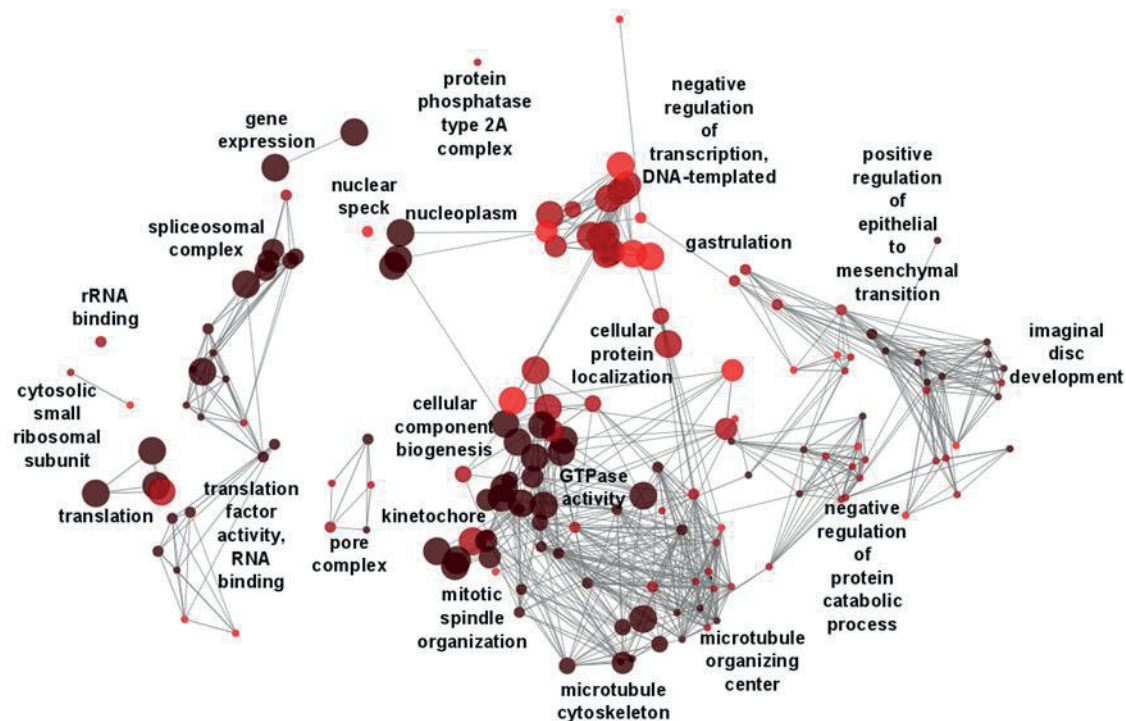 protein
phosphatase
type 2A
complex
negative
regulation
of
transcription,
DNA-templated
gene
expression
positive
regulation
of
epithelial
to
mesenchymal
transition
nuclear
speck
nucleoplasm
spliceosomal
complex
gastrulation
rRNA
binding
cellular
protein
localization
imaginal
disc
development
cytosolic
small
ribosomal
subunit
cellular
component
biogenesis
GTPase
activity
translation
translation
factor
activity,
RNA
binding
kinetochore
pore
complex
negative
regulation
of
protein
catabolic
process
mitotic
spindle
organization
microtubule
organizing
center
microtubule
cytoskeleton